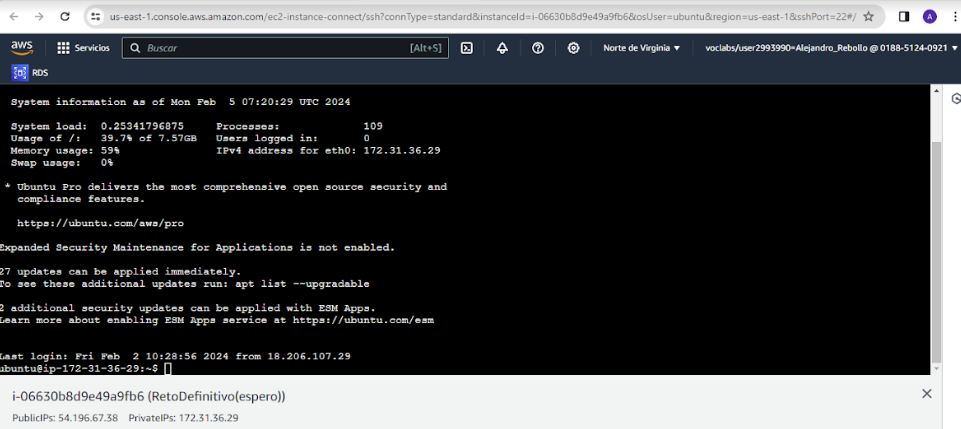 us-east-1.console.aws.amazon.com/ec2-instance-connect/ssh?connType=standard&instanceId=i-06630b8d9e49a9fb6&osUser=ubuntu&region=us-east-1&sshPort=22#/
A
aws Servicios Buscar [Alt+S] Norte de Virginia voclabs/user2993990=Alejandro_Rebollo @ 0188-5124-0921
RDS
System information as of Mon Feb  5 07:20:29 UTC 2024
System load:  0.25341796875     Processes:             109
Usage of /:   39.7% of 7.57GB   Users logged in:       0
Memory usage: 59%               IPv4 address for eth0: 172.31.36.29
Swap usage:   0%
* Ubuntu Pro delivers the most comprehensive open source security and
compliance features.
https://ubuntu.com/aws/pro
Expanded Security Maintenance for Applications is not enabled.
27 updates can be applied immediately.
To see these additional updates run: apt list --upgradable
2 additional security updates can be applied with ESM Apps.
Learn more about enabling ESM Apps service at https://ubuntu.com/esm
Last login: Fri Feb  2 10:28:56 2024 from 18.206.107.29
ubuntu@ip-172-31-36-29:~$
i-06630b8d9e49a9fb6 (RetoDefinitivo(espero))
PublicIPs: 54.196.67.38 PrivateIPs: 172.31.36.29